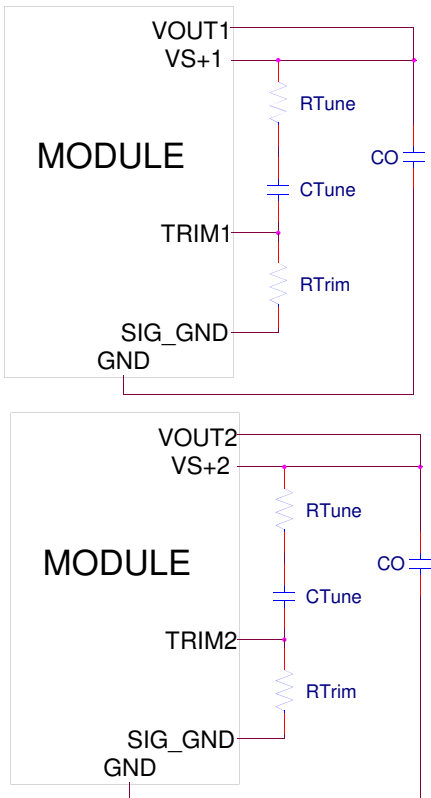 VOUT1
VS+1
RTune
MODULE
CO
CTune
TRIM1
RTrim
SIG_GND
GND
VOUT2
VS+2
RTune
MODULE
CO
CTune
TRIM2
RTrim
SIG_GND
GND